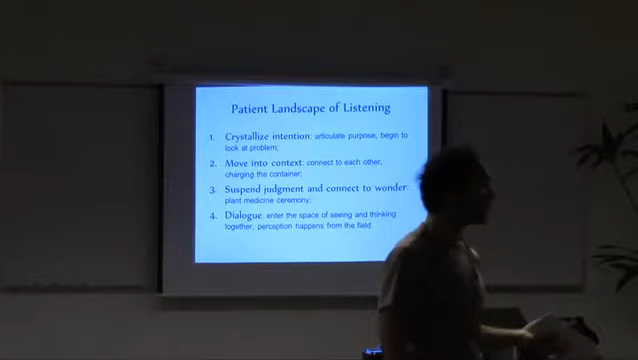 Patient Landscape of Listening
1. Crystallize intention: articulate purpose, begin to
look at problem;
2. Move into context: connect to each other,
charging the container;
3. Suspend judgment and connect to wonder:
plant medicine ceremony;
4. Dialogue: enter the space of seeing and thinking
together, perception happens from the field